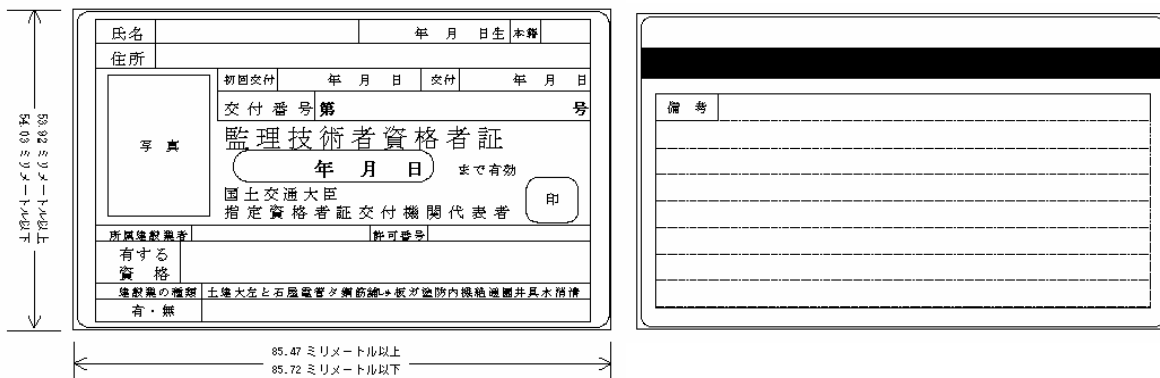 氏名 年 月 日生 本籍
住所
初回交付 年 月 日 交付 年 月 日
交付番号 第 号
写 真
監理技術者資格者証
年 月 日 まで有効
国土交通大臣
指定資格者証交付機関代表者
印
所属建設業者 許可番号
有する
資 格
建設業の種類 土建大左と石屋電管タ鋼筋舗しゅ板ガ塗防内機絶通園井具水消清
有・無
53.92 ミリメートル以上
54.03 ミリメートル以下
85.47 ミリメートル以上
85.72 ミリメートル以下
備 考